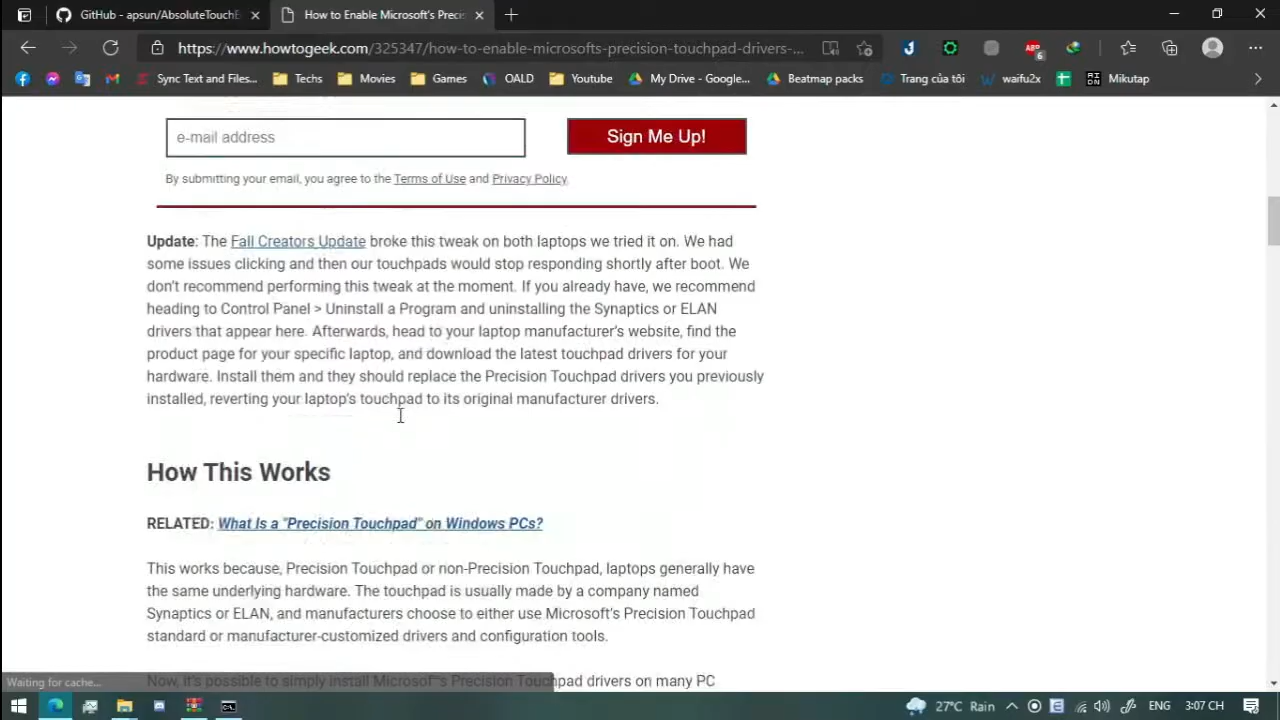 GitHub - apsun/AbsoluteTouchE
How to Enable Microsoft's Preci
https://www.howtogeek.com/325347/how-to-enable-microsofts-precision-touchpad-drivers-...
ABP
6
Sync Text and Files...
Techs
Movies
Games
OALD
Youtube
My Drive - Google...
Beatmap packs
Trang của tôi
waifu2x
Mikutap
e-mail address
Sign Me Up!
By submitting your email, you agree to the Terms of Use and Privacy Policy.
Update: The Fall Creators Update broke this tweak on both laptops we tried it on. We had
some issues clicking and then our touchpads would stop responding shortly after boot. We
don't recommend performing this tweak at the moment. If you already have, we recommend
heading to Control Panel > Uninstall a Program and uninstalling the Synaptics or ELAN
drivers that appear here. Afterwards, head to your laptop manufacturer's website, find the
product page for your specific laptop, and download the latest touchpad drivers for your
hardware. Install them and they should replace the Precision Touchpad drivers you previously
installed, reverting your laptop's touchpad to its original manufacturer drivers.
How This Works
RELATED: What Is a "Precision Touchpad" on Windows PCs?
This works because, Precision Touchpad or non-Precision Touchpad, laptops generally have
the same underlying hardware. The touchpad is usually made by a company named
Synaptics or ELAN, and manufacturers choose to either use Microsoft's Precision Touchpad
standard or manufacturer-customized drivers and configuration tools.
Now, it's possible to simply install Microsoft's Precision Touchpad drivers on many PC
Waiting for cache...
27°C Rain
ENG
3:07 CH